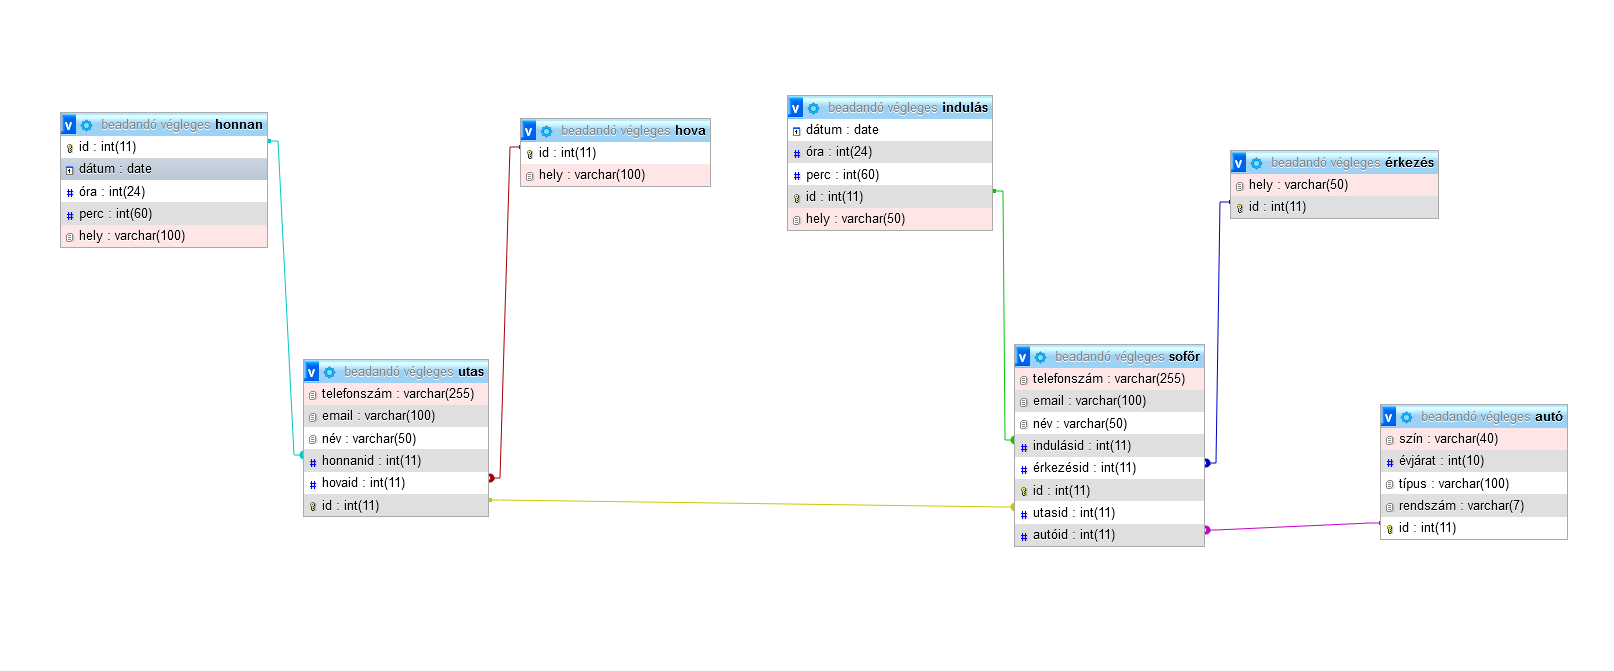 v beadandó végleges honnan
id : int(11)
dátum : date
# óra : int(24)
# perc : int(60)
hely : varchar(100)
v beadandó végleges hova
id : int(11)
hely : varchar(100)
v beadandó végleges indulás
dátum : date
# óra : int(24)
# perc : int(60)
id : int(11)
hely : varchar(50)
v beadandó végleges érkezés
hely : varchar(50)
id : int(11)
v beadandó végleges utas
telefonszám : varchar(255)
email : varchar(100)
név : varchar(50)
# honnanid : int(11)
# hovaid : int(11)
id : int(11)
v beadandó végleges sofőr
telefonszám : varchar(255)
email : varchar(100)
név : varchar(50)
# indulásid : int(11)
# érkezésid : int(11)
id : int(11)
# utasid : int(11)
# autóid : int(11)
v beadandó végleges autó
szín : varchar(40)
# évjárat : int(10)
típus : varchar(100)
rendszám : varchar(7)
id : int(11)